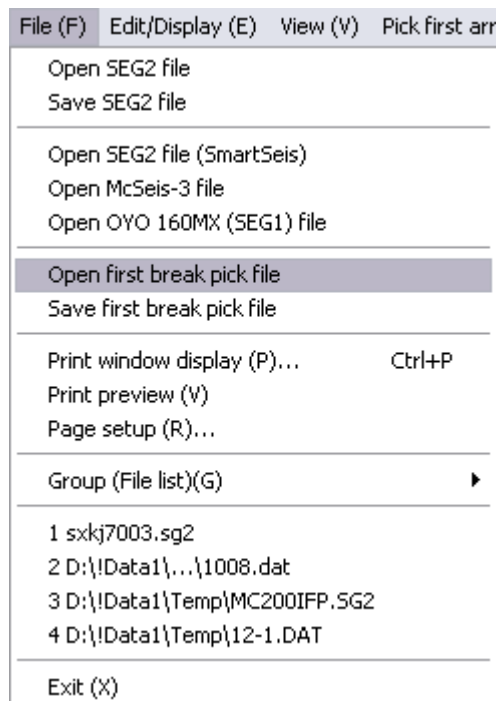 File (F) Edit/Display (E) View (V) Pick first arr
Open SEG2 file
Save SEG2 file
Open SEG2 file (SmartSeis)
Open McSeis-3 file
Open OYO 160MX (SEG1) file
Open first break pick file
Save first break pick file
Print window display (P)... Ctrl+P
Print preview (V)
Page setup (R)...
Group (File list)(G)
1 sxkj7003.sg2
2 D:\!Data1\...\1008.dat
3 D:\!Data1\Temp\MC200IFP.SG2
4 D:\!Data1\Temp\12-1.DAT
Exit (X)